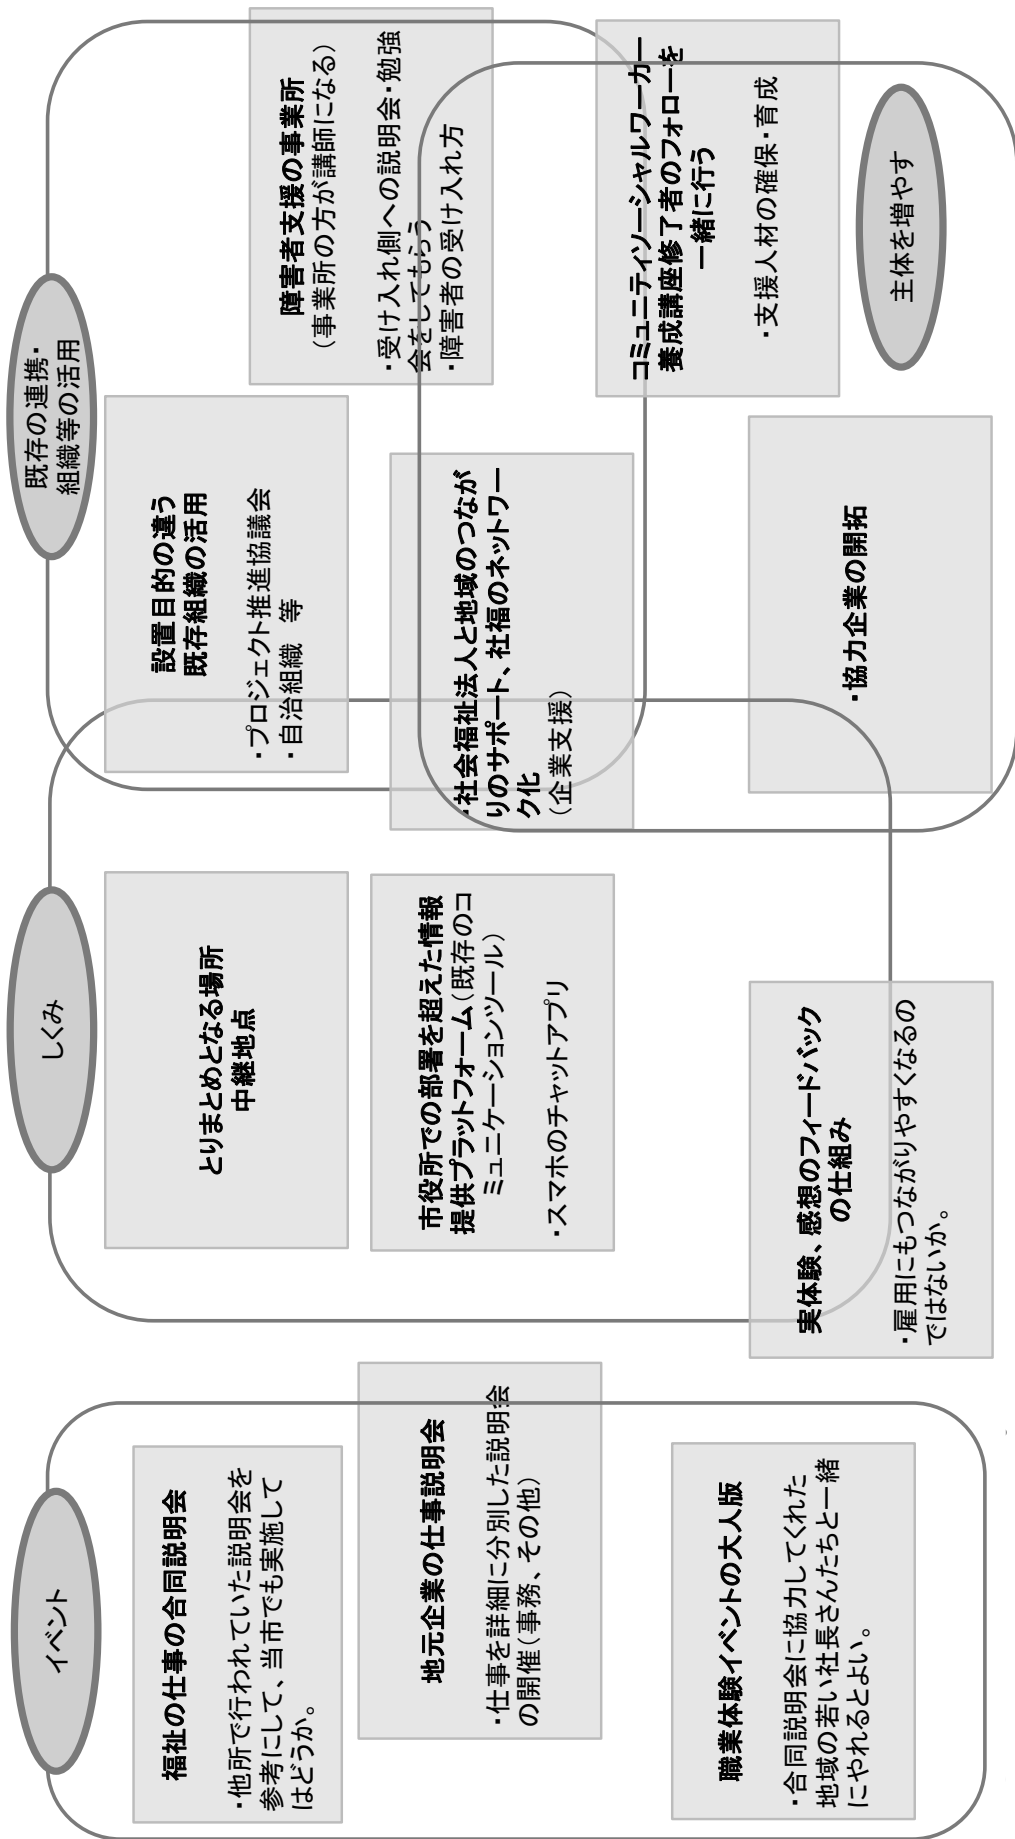 イベント
福祉の仕事の合同説明会
・他所で行われていた説明会を
参考にして、当市でも実施して
はどうか。
地元企業の仕事説明会
・仕事を詳細に分別した説明会
の開催（事務、その他）
職業体験イベントの大人版
・合同説明会に協力してくれた
地域の若い社長さんたちと一緒
にやれるとよい。
しくみ
とりまとめとなる場所
中継地点
市役所での部署を超えた情報
提供プラットフォーム（既存のコ
ミュニケーションツール）
・スマホのチャットアプリ
実体験、感想のフィードバック
の仕組み
・雇用にもつながりやすくなるの
ではないか。
既存の連携・
組織等の活用
設置目的の違う
既存組織の活用
・プロジェクト推進協議会
・自治組織　等
障害者支援の事業所
（事業所の方が講師になる）
・受け入れ側への説明会・勉強
会をしてもらう
・障害者の受け入れ方
・社会福祉法人と地域のつなが
りのサポート、社福のネットワー
ク化
（企業支援）
コミュニティソーシャルワーカー
養成講座修了者のフォローを
一緒に行う
・支援人材の確保・育成
・協力企業の開拓
主体を増やす